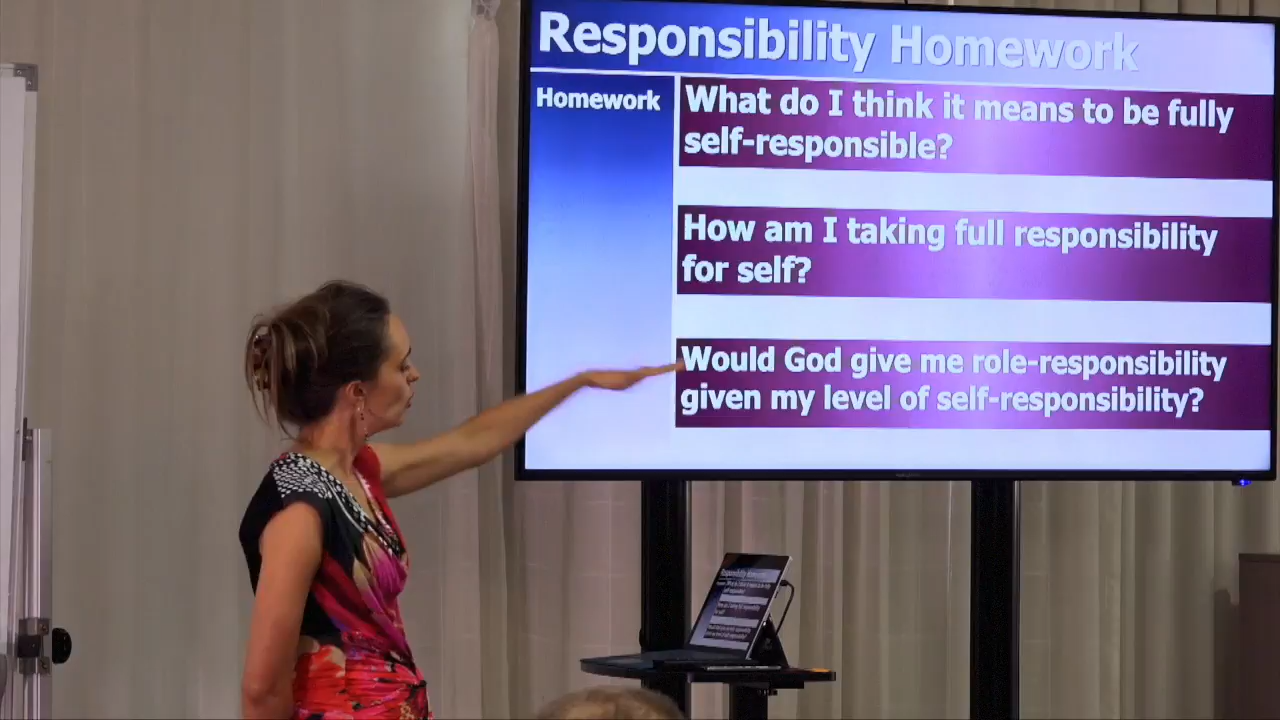 Responsibility Homework
Homework
What do I think it means to be fully
self-responsible?
How am I taking full responsibility
for self?
Would God give me role-responsibility
given my level of self-responsibility?